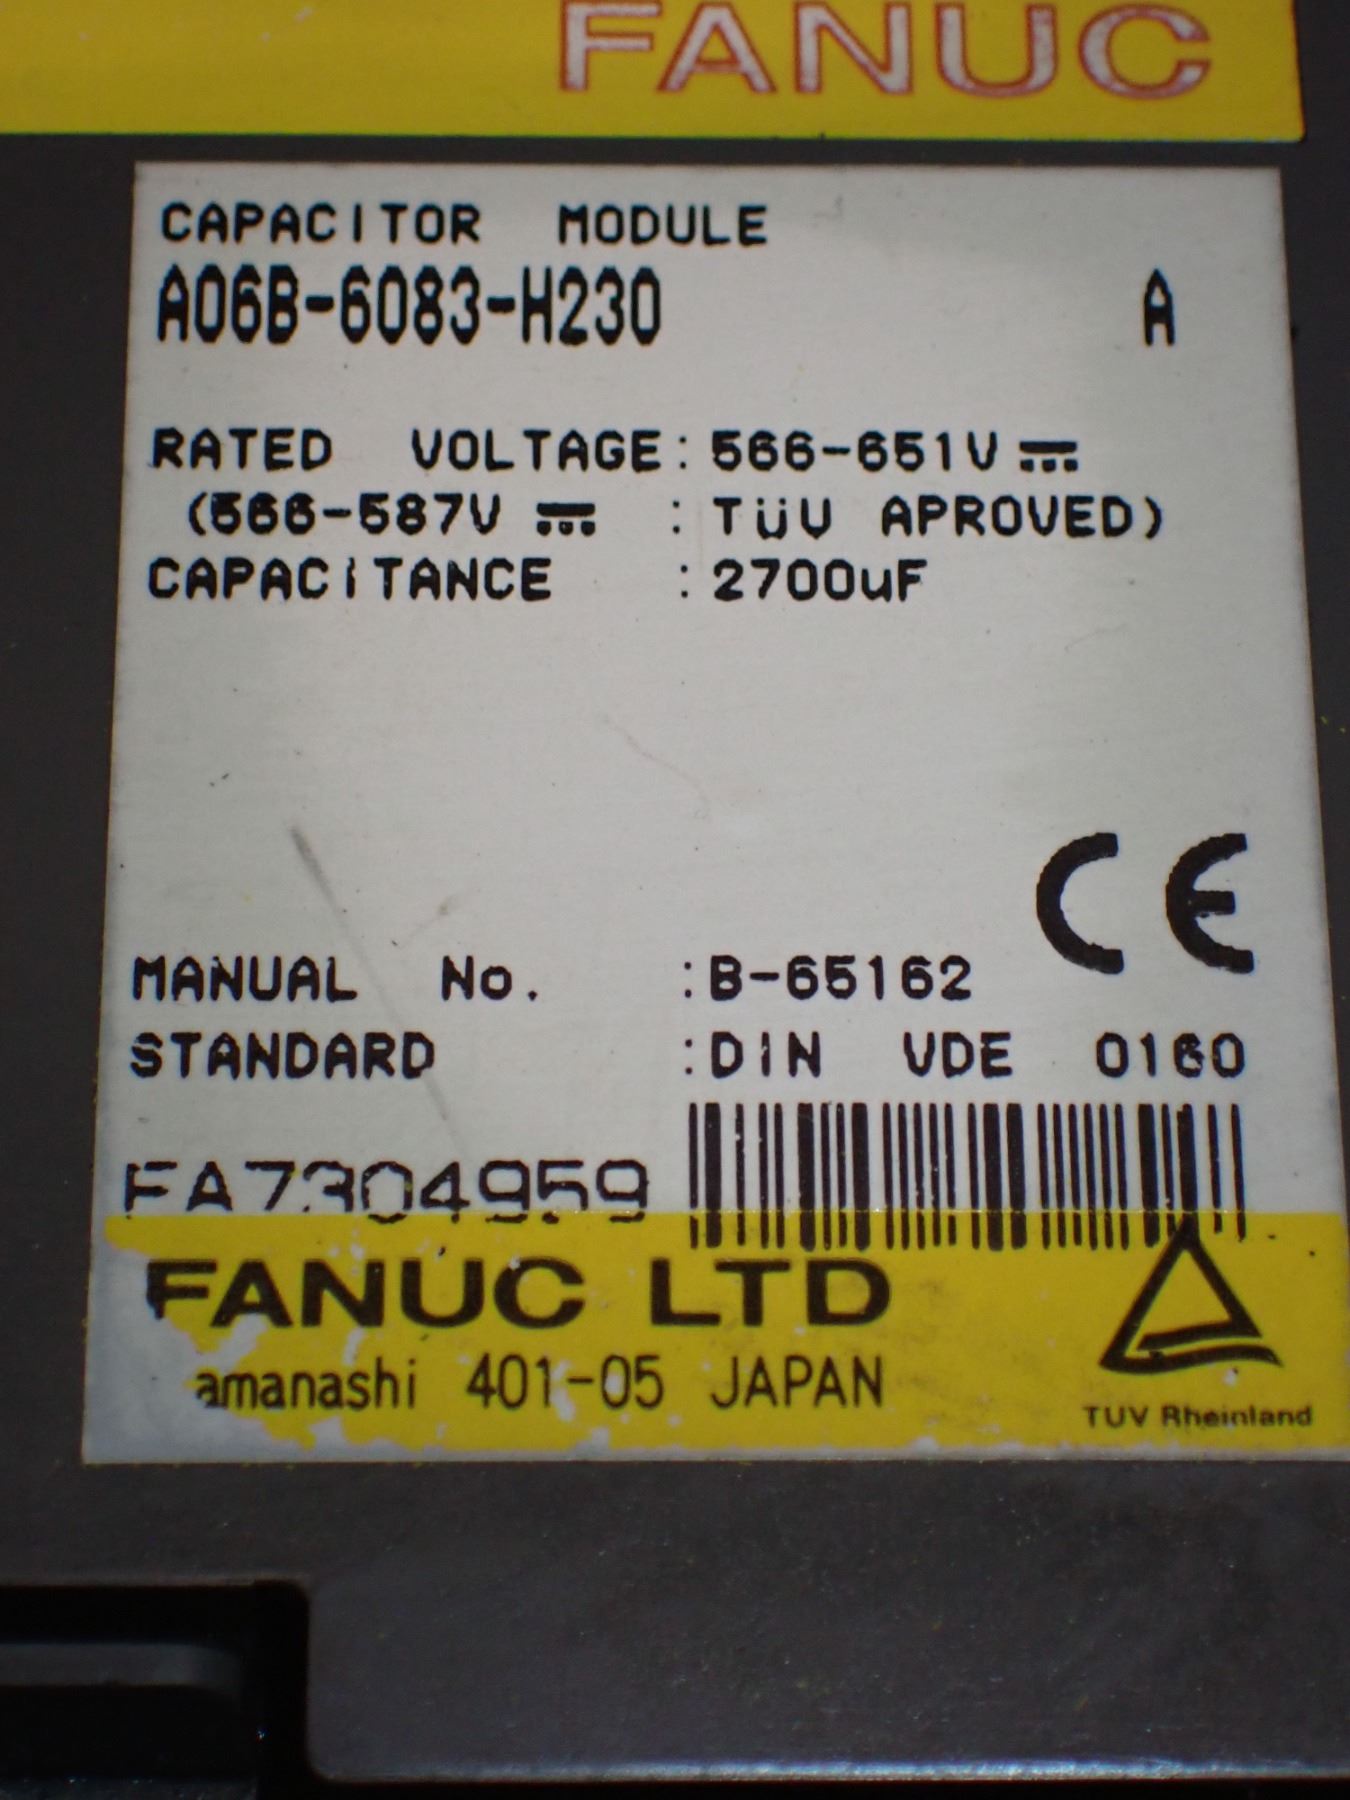 FANUC
CAPACITOR MODULE
A06B-6083-H230 A
RATED VOLTAGE: 566-651V ⎓
(566-587V ⎓ : TüV APROVED)
CAPACiTANCE : 2700uF
CE
MANUAL No. :B-65162
STANDARD :DIN VDE 0160
FA7304959
FANUC LTD
amanashi 401-05 JAPAN
TUV Rheinland